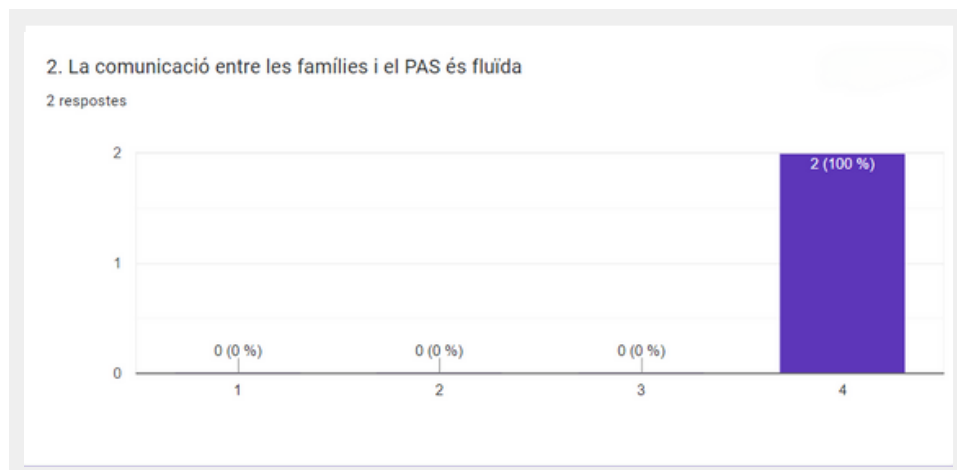 2. La comunicació entre les famílies i el PAS és fluïda
2 respostes
2
2 (100 %)
1
0 (0 %) 0 (0 %) 0 (0 %)
0
1 2 3 4